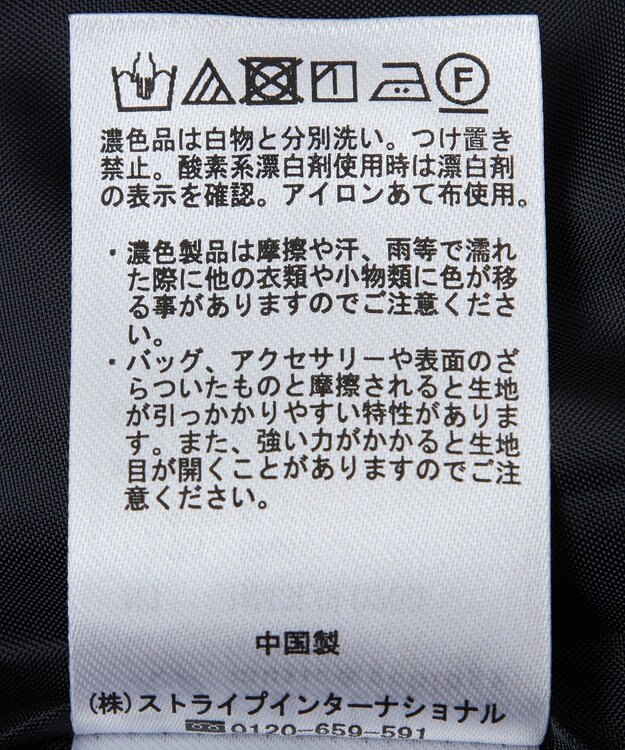 F
濃色品は白物と分別洗い。つけ置き
禁止。酸素系漂白剤使用時は漂白剤
の表示を確認。アイロンあて布使用。
・濃色製品は摩擦や汗、雨等で濡れ
た際に他の衣類や小物類に色が移
る事がありますのでご注意くださ
い。
・バッグ、アクセサリーや表面のざ
らついたものと摩擦されると生地
が引っかかりやすい特性がありま
す。また、強い力がかかると生地
目が開くことがありますのでご注
意ください。
中国製
(株)ストライプインターナショナル
0120-659-591